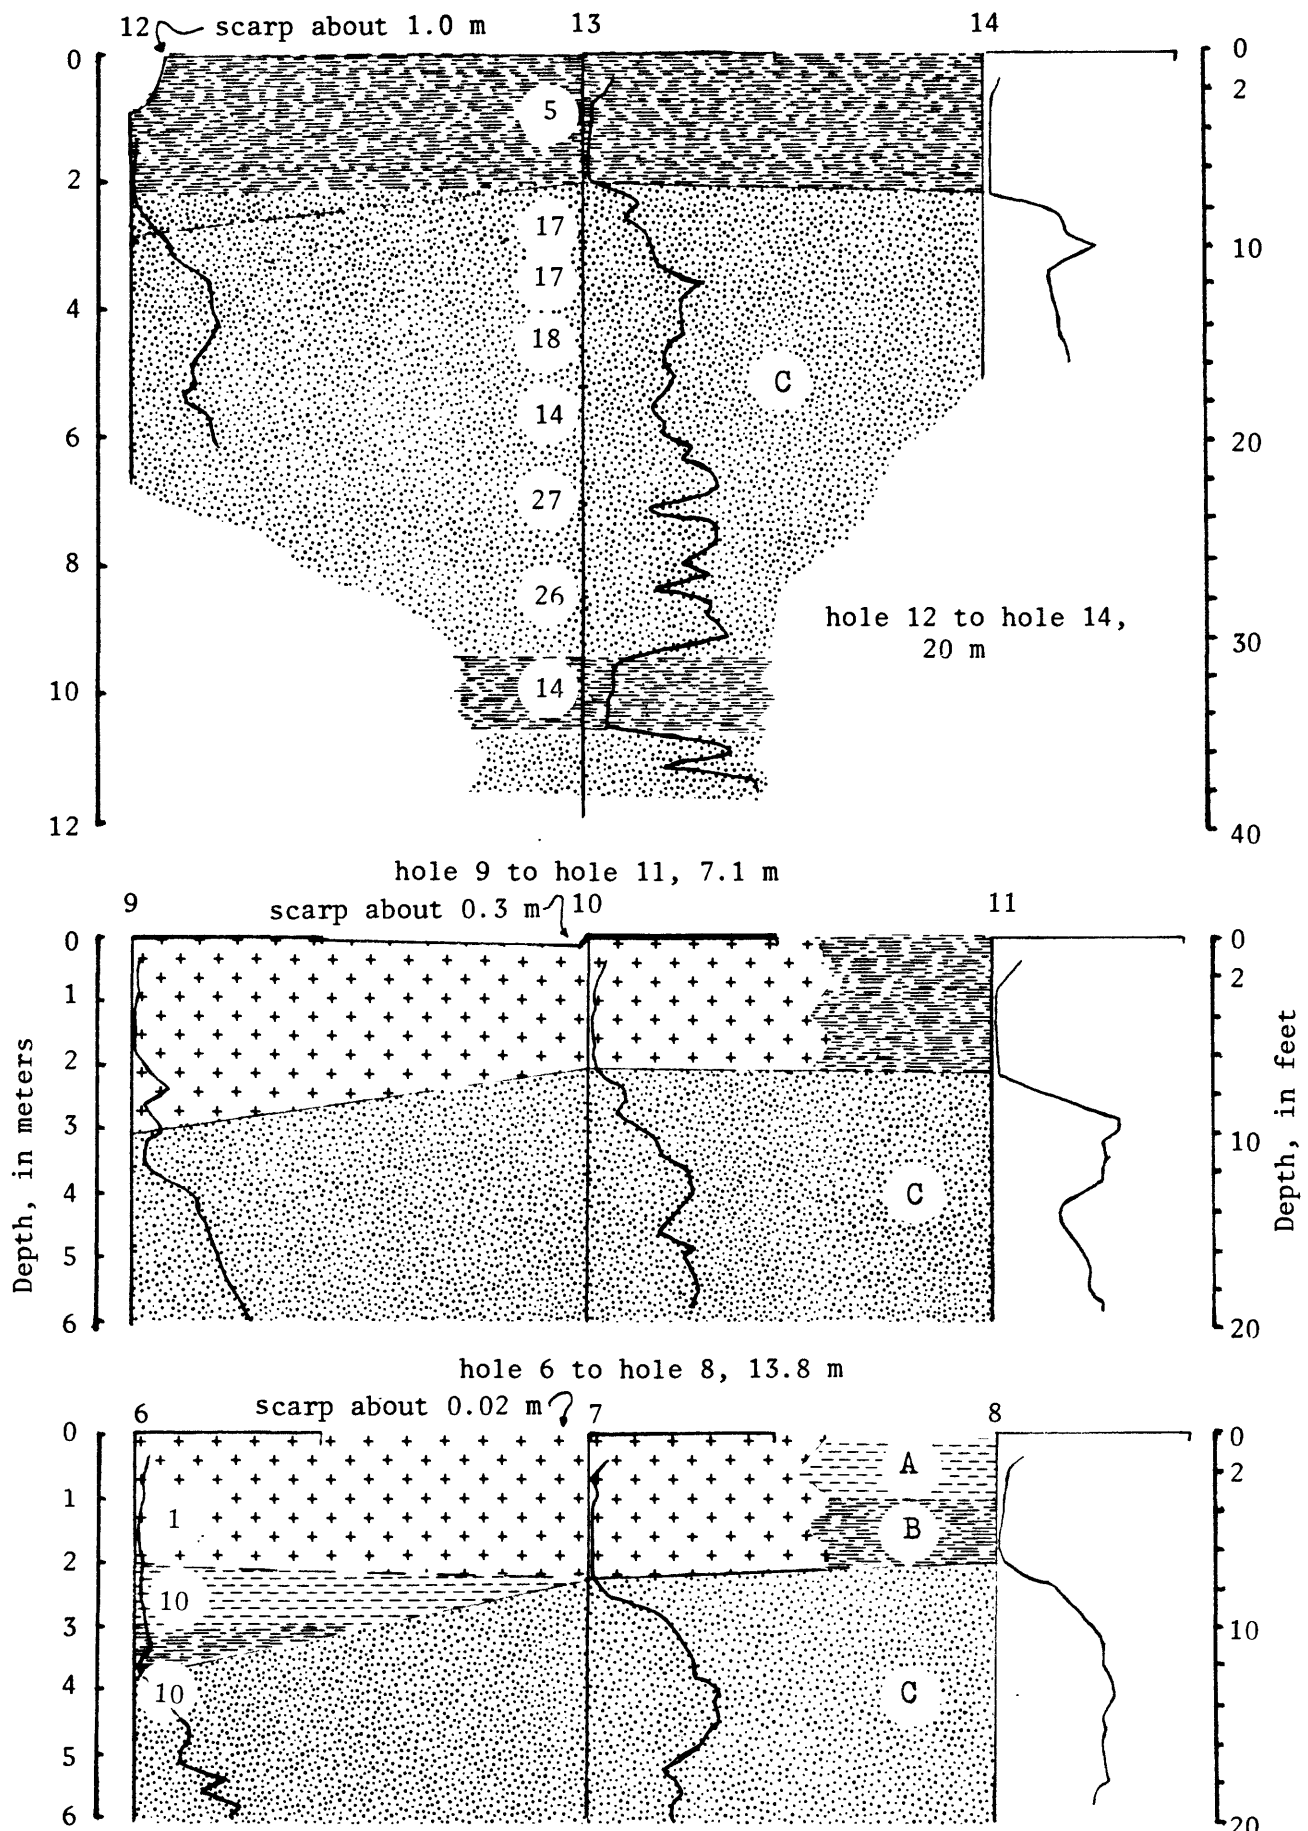 12 scarp about 1.0 m 13 14
0 0
2
5
2
17
10
17
4
18
C
14
6 20
27
8
26
hole 12 to hole 14,
20 m
30
10 14
12 40
hole 9 to hole 11, 7.1 m
9 scarp about 0.3 m 10 11
0 0
2
1
2
3 10
4 C
5
6 20
Depth, in meters
Depth, in feet
hole 6 to hole 8, 13.8 m
6 scarp about 0.02 m 7 8
0 0
A
2
1
1 B
2
10
3 10
4 10 C
5
6 20